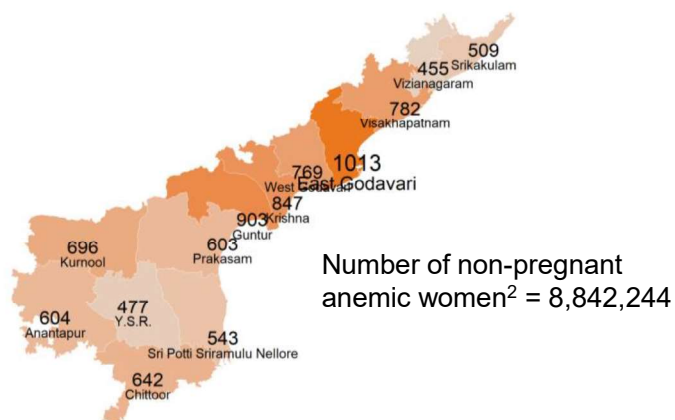 509
Srikakulam
455
Vizianagaram
782
Visakhapatnam
1013
East Godavari
769
West Godavari
847
Krishna
903
Guntur
603
Prakasam
696
Kurnool
477
Y.S.R.
604
Anantapur
543
Sri Potti Sriramulu Nellore
642
Chittoor
Number of non-pregnant
anemic women² = 8,842,244